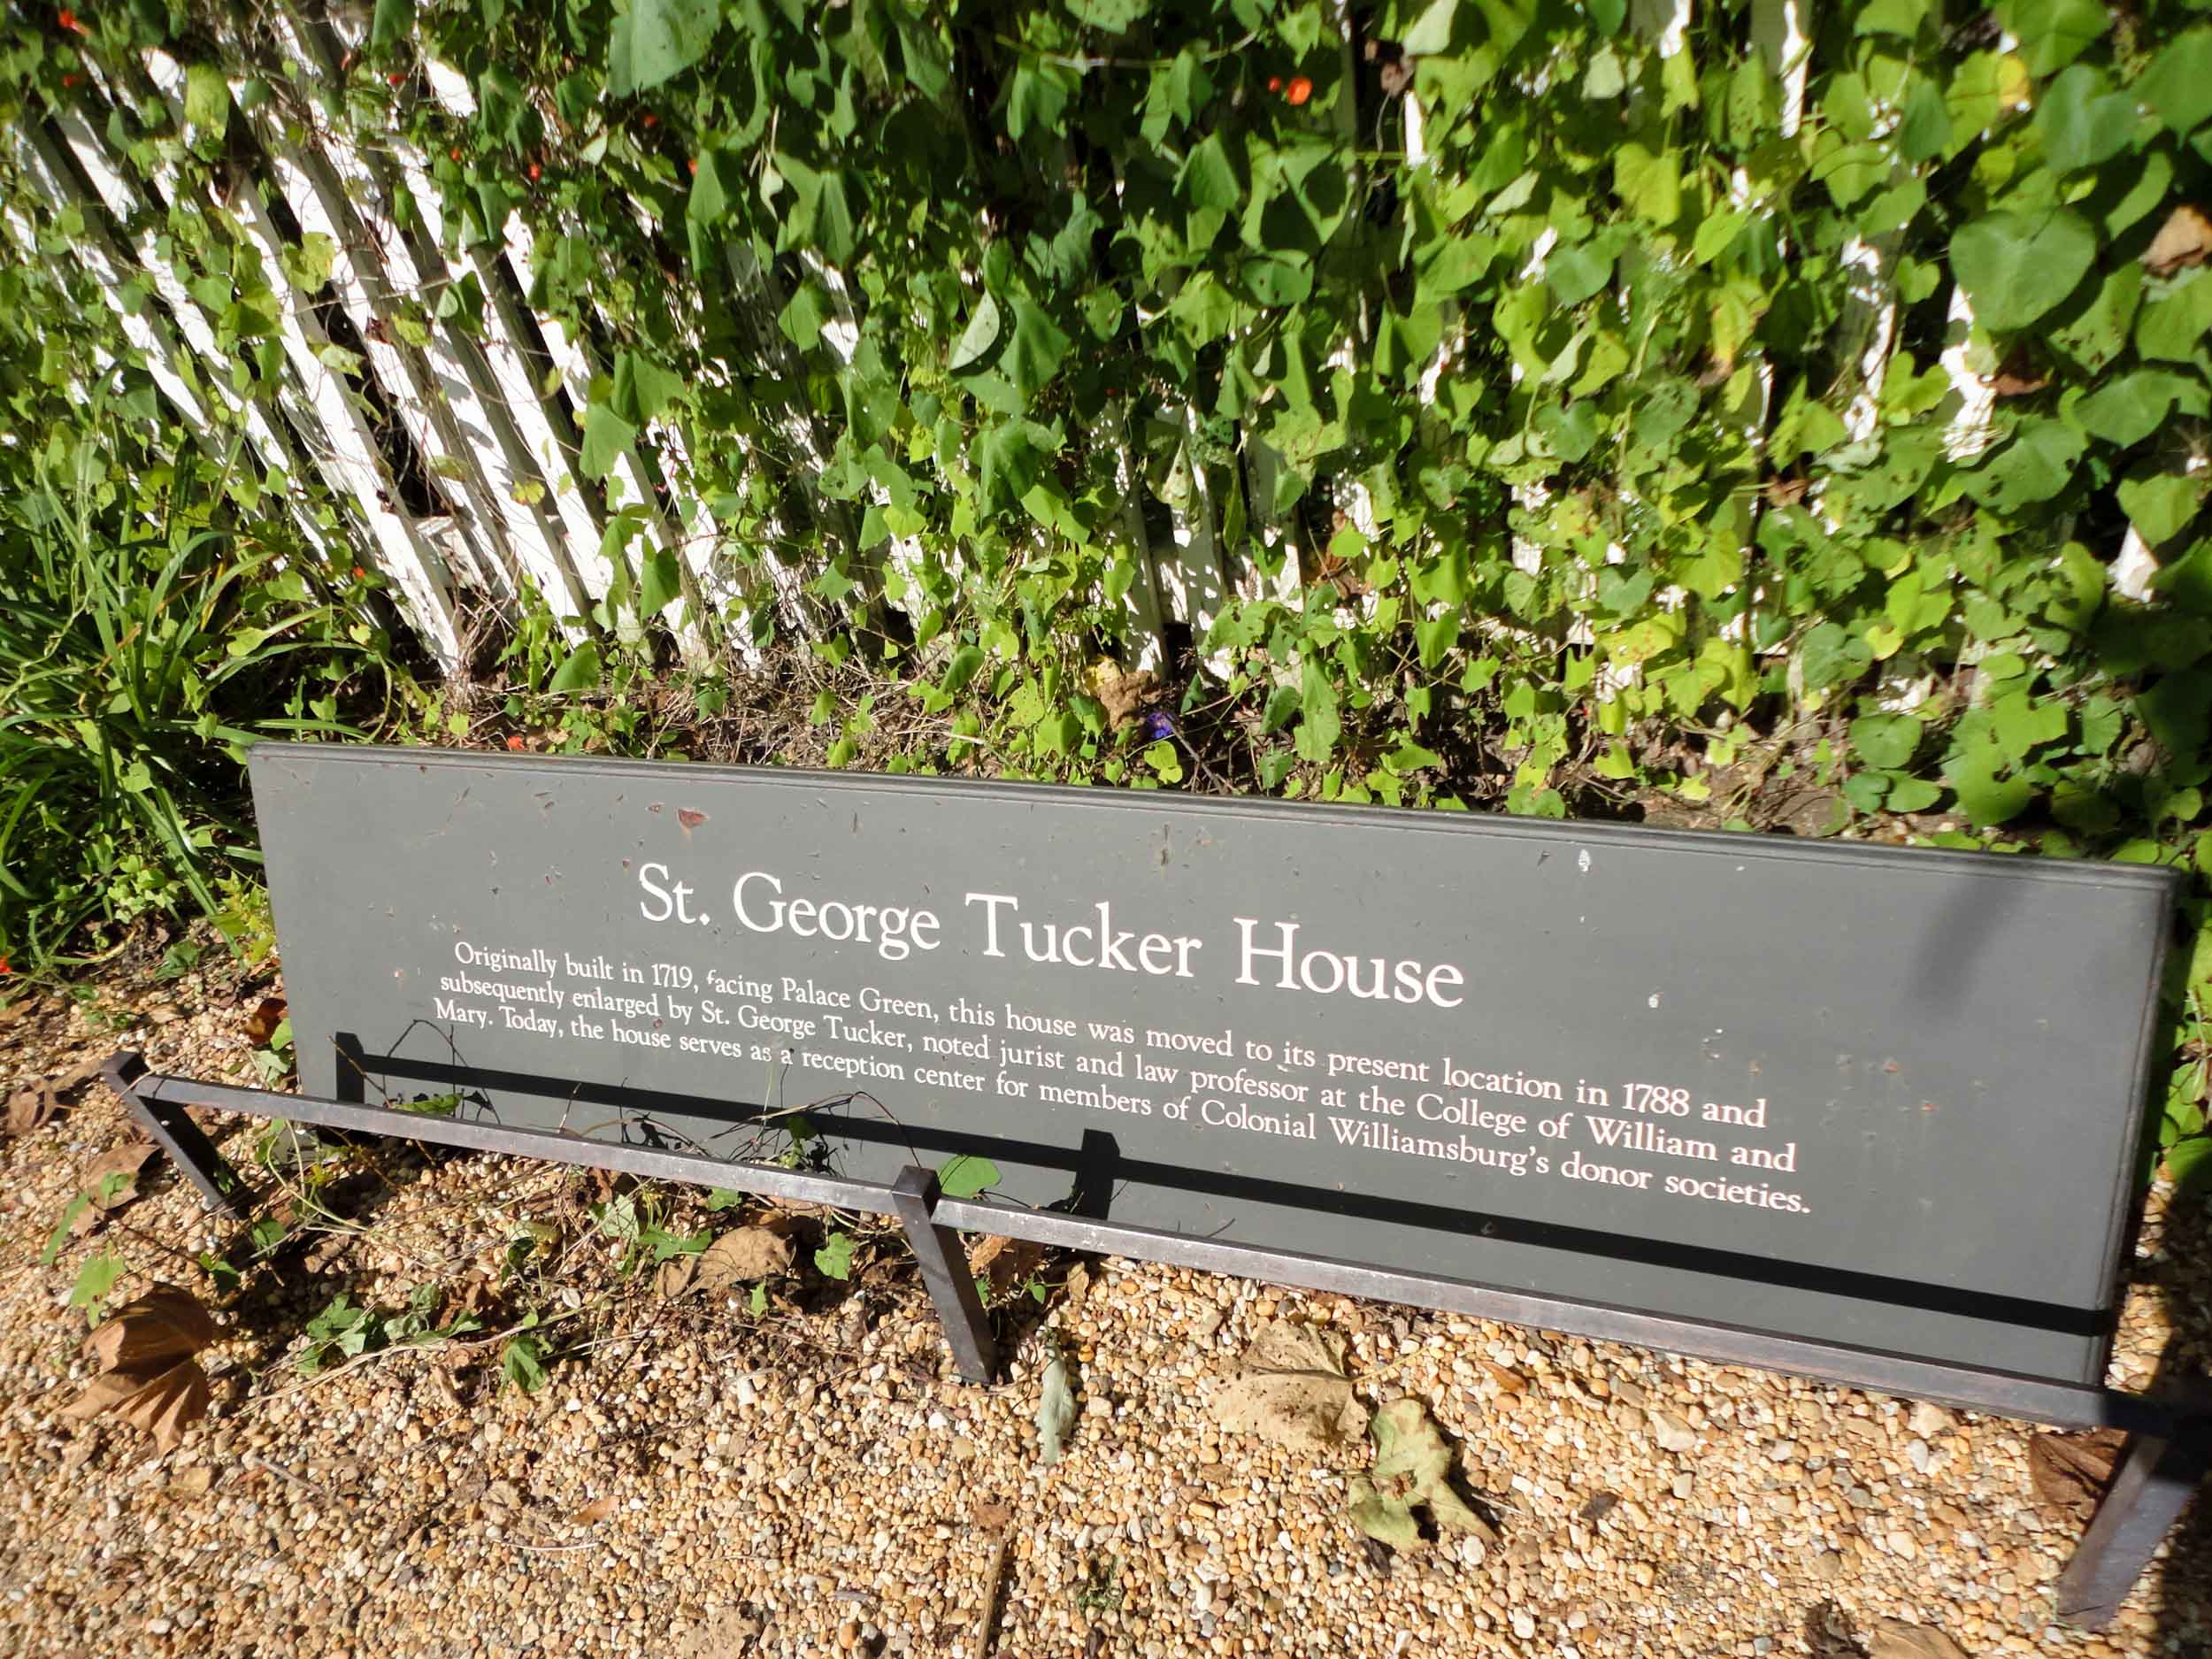 St. George Tucker House
Originally built in 1719, facing Palace Green, this house was moved to its present location in 1788 and
subsequently enlarged by St. George Tucker, noted jurist and law professor at the College of William and
Mary. Today, the house serves as a reception center for members of Colonial Williamsburg's donor societies.